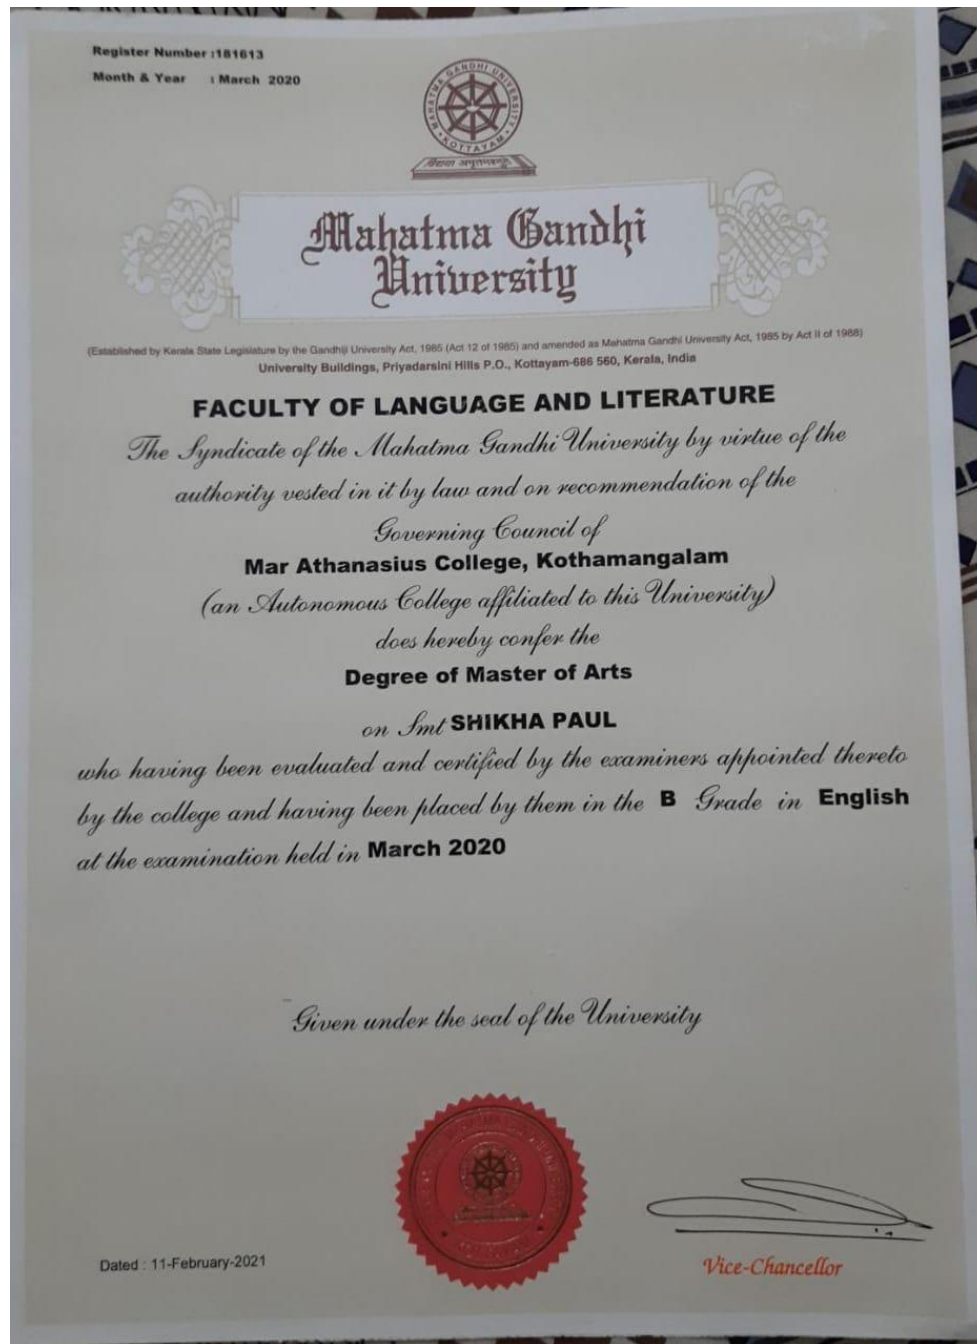 Register Number :181613
Month & Year : March 2020
MAHATMA GANDHI UNIVERSITY
KOTTAYAM
विद्यया अमृतमश्नुते
Mahatma Gandhi
University
(Established by Kerala State Legislature by the Gandhiji University Act, 1985 (Act 12 of 1985) and amended as Mahatma Gandhi University Act, 1985 by Act II of 1988)
University Buildings, Priyadarsini Hills P.O., Kottayam-686 560, Kerala, India
FACULTY OF LANGUAGE AND LITERATURE
The Syndicate of the Mahatma Gandhi University by virtue of the
authority vested in it by law and on recommendation of the
Governing Council of
Mar Athanasius College, Kothamangalam
(an Autonomous College affiliated to this University)
does hereby confer the
Degree of Master of Arts
on Smt SHIKHA PAUL
who having been evaluated and certified by the examiners appointed thereto
by the college and having been placed by them in the B Grade in English
at the examination held in March 2020
Given under the seal of the University
Dated : 11-February-2021
Vice-Chancellor